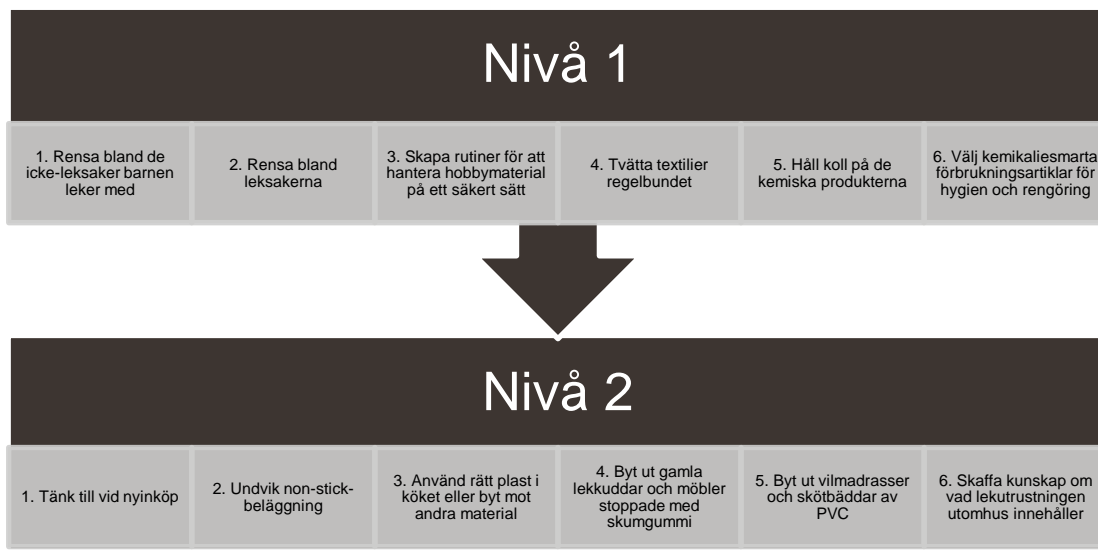 Nivå 1
1. Rensa bland de
icke-leksaker barnen
leker med
2. Rensa bland
leksakerna
3. Skapa rutiner för att
hantera hobbymaterial
på ett säkert sätt
4. Tvätta textilier
regelbundet
5. Håll koll på de
kemiska produkterna
6. Välj kemikaliesmarta
förbrukningsartiklar för
hygien och rengöring
Nivå 2
1. Tänk till vid nyinköp
2. Undvik non-stick-
beläggning
3. Använd rätt plast i
köket eller byt mot
andra material
4. Byt ut gamla
lekkuddar och möbler
stoppade med
skumgummi
5. Byt ut vilmadrasser
och skötbäddar av
PVC
6. Skaffa kunskap om
vad lekutrustningen
utomhus innehåller